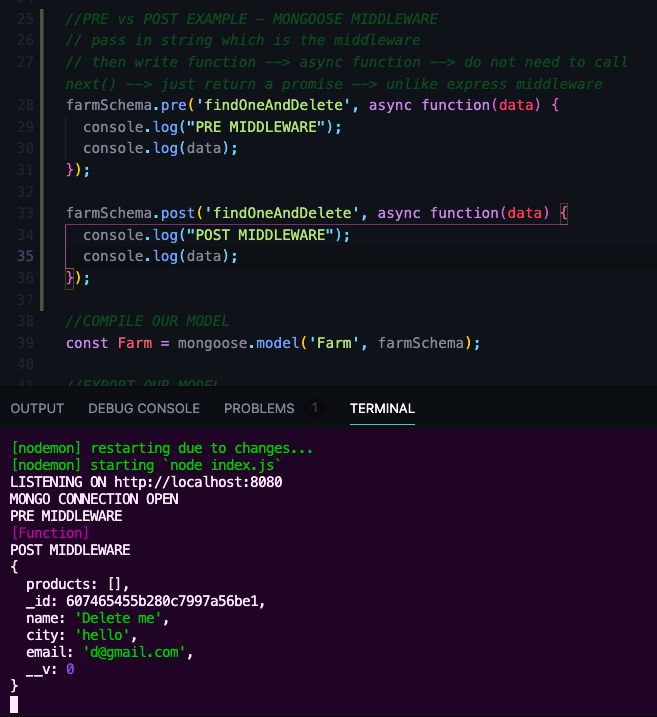 25 //PRE vs POST EXAMPLE - MONGOOSE MIDDLEWARE
26 // pass in string which is the middleware
27 // then write function --> async function --> do not need to call
next() --> just return a promise --> unlike express middleware
28 farmSchema.pre('findOneAndDelete', async function(data) {
29 console.log("PRE MIDDLEWARE");
30 console.log(data);
31 });
32
33 farmSchema.post('findOneAndDelete', async function(data) {
34 console.log("POST MIDDLEWARE");
35 console.log(data);
36 });
37
38 //COMPILE OUR MODEL
39 const Farm = mongoose.model('Farm', farmSchema);
40
41 //EXPORT OUR MODEL
OUTPUT DEBUG CONSOLE PROBLEMS 1 TERMINAL
[nodemon] restarting due to changes...
[nodemon] starting `node index.js`
LISTENING ON http://localhost:8080
MONGO CONNECTION OPEN
PRE MIDDLEWARE
[Function]
POST MIDDLEWARE
{
products: [],
_id: 607465455b280c7997a56be1,
name: 'Delete me',
city: 'hello',
email: 'd@gmail.com',
__v: 0
}